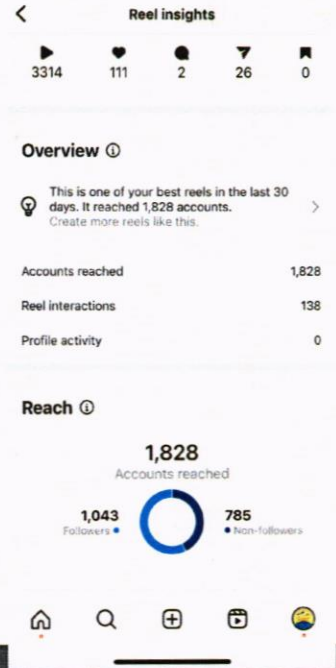 Reel insights
3314 111 2 26 0
Overview
This is one of your best reels in the last 30
days. It reached 1,828 accounts.
Create more reels like this.
Accounts reached 1,828
Reel interactions 138
Profile activity 0
Reach
1,828
Accounts reached
1,043 785
Followers Non-followers